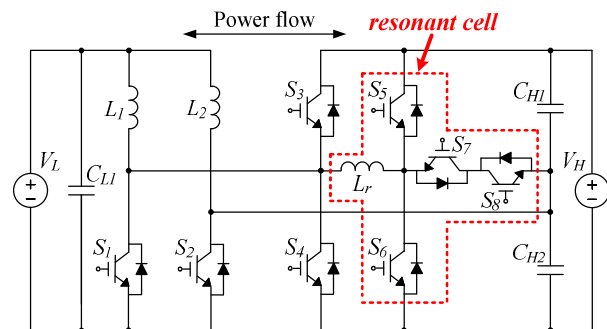 Power flow
resonant cell
S3
S5
CH1
L1
L2
S7
VL
CL1
Lr
S8
VH
S1
S2
S4
S6
CH2